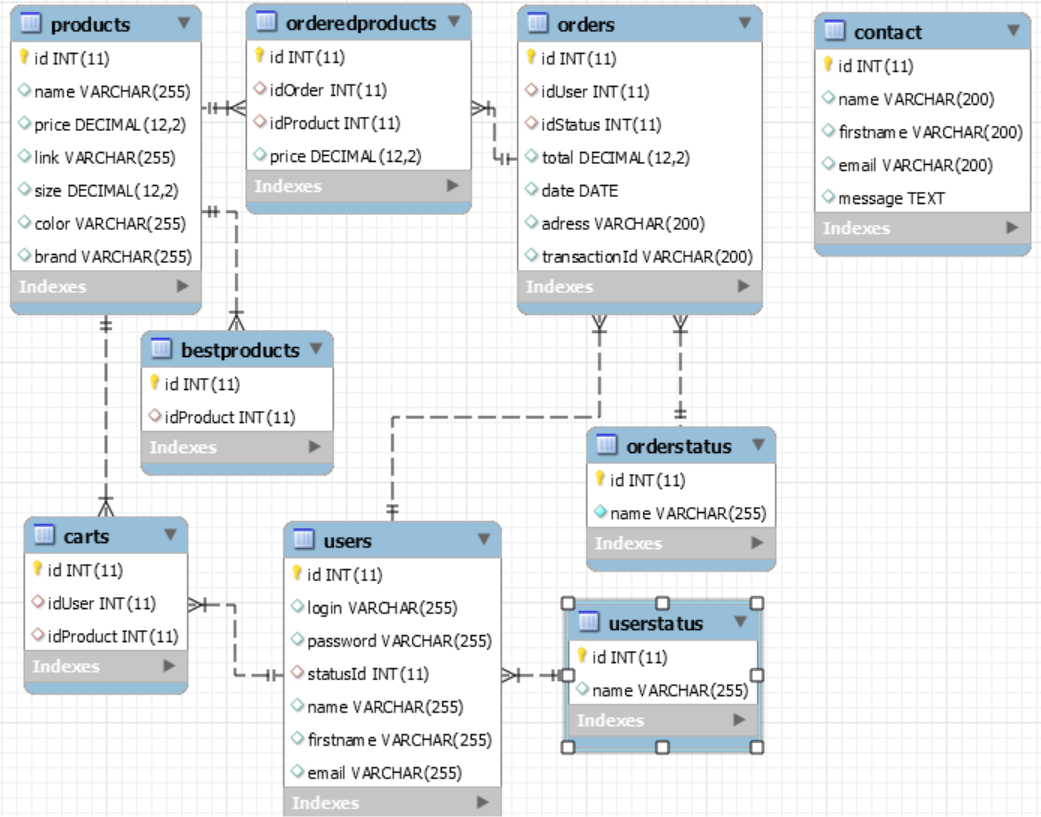 products
id INT(11)
name VARCHAR(255)
price DECIMAL(12,2)
link VARCHAR(255)
size DECIMAL(12,2)
color VARCHAR(255)
brand VARCHAR(255)
Indexes
orderedproducts
id INT(11)
idOrder INT(11)
idProduct INT(11)
price DECIMAL(12,2)
Indexes
orders
id INT(11)
idUser INT(11)
idStatus INT(11)
total DECIMAL(12,2)
date DATE
adress VARCHAR(200)
transactionId VARCHAR(200)
Indexes
contact
id INT(11)
name VARCHAR(200)
firstname VARCHAR(200)
email VARCHAR(200)
message TEXT
Indexes
bestproducts
id INT(11)
idProduct INT(11)
Indexes
orderstatus
id INT(11)
name VARCHAR(255)
Indexes
carts
id INT(11)
idUser INT(11)
idProduct INT(11)
Indexes
users
id INT(11)
login VARCHAR(255)
password VARCHAR(255)
statusId INT(11)
name VARCHAR(255)
firstname VARCHAR(255)
email VARCHAR(255)
Indexes
userstatus
id INT(11)
name VARCHAR(255)
Indexes